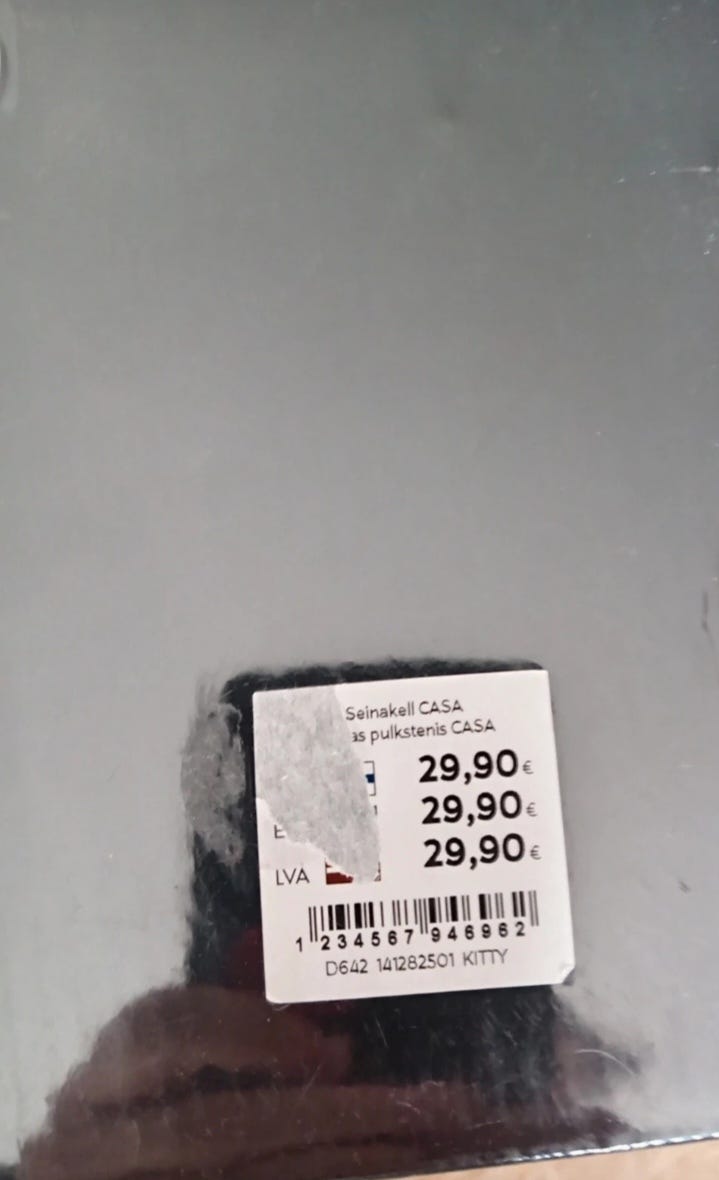 Seinakell CASA
as pulkstenis CASA
29,90€
E 29,90€
LVA 29,90€
1 234567 946962
D642 141282501 KITTY